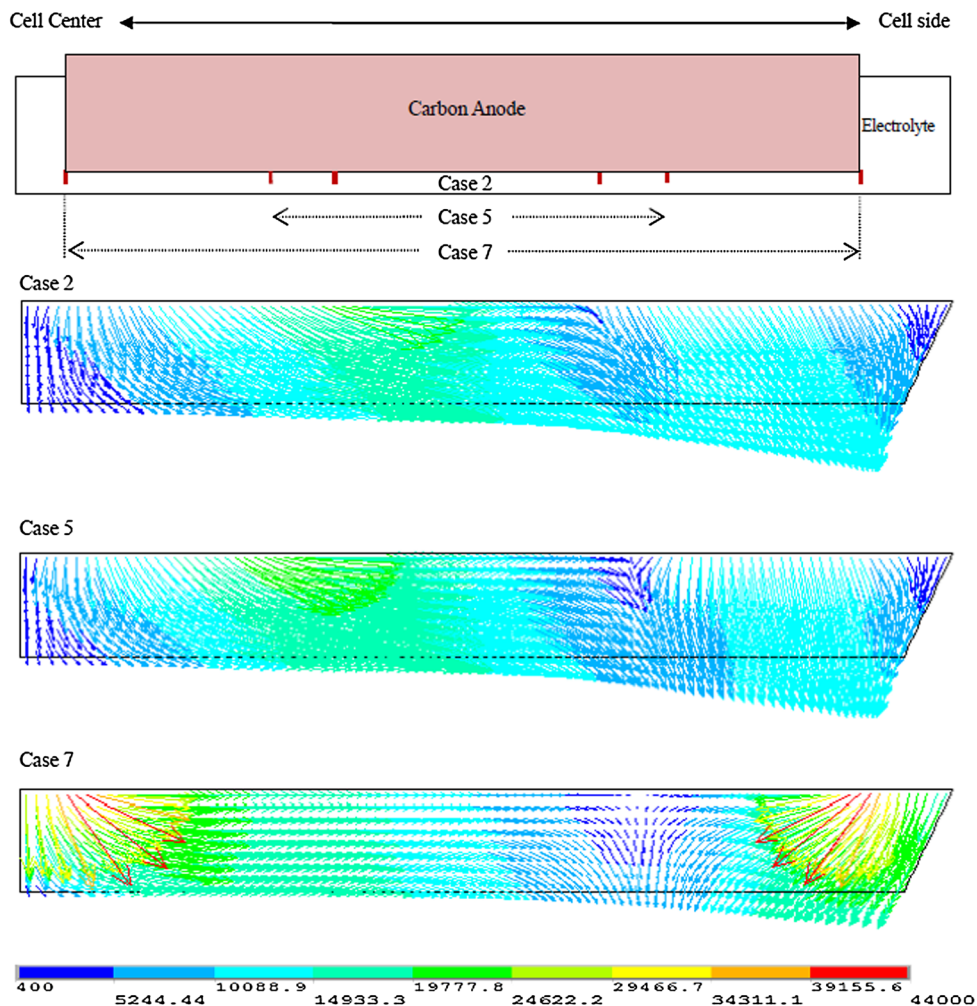 Cell Center
Cell side
Carbon Anode
Electrolyte
Case 2
Case 5
Case 7
Case 2
Case 5
Case 7
400 10088.9 19777.8 29466.7 39155.6
5244.44 14933.3 24622.2 34311.1 44000